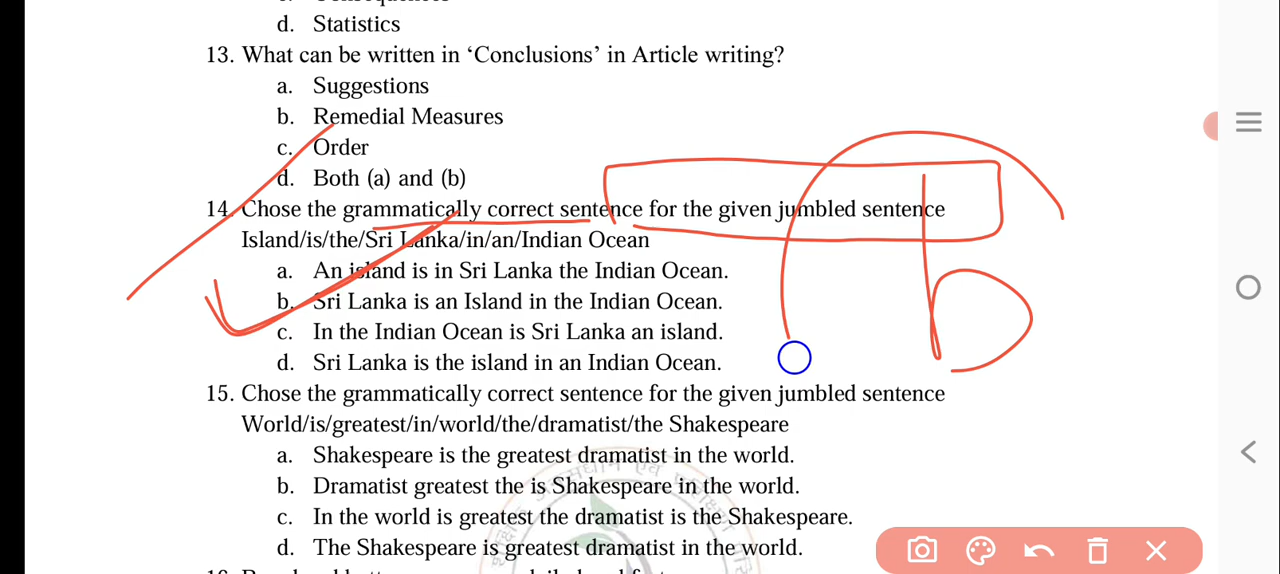 d. Statistics
13. What can be written in ‘Conclusions’ in Article writing?
a. Suggestions
b. Remedial Measures
c. Order
d. Both (a) and (b)
14. Chose the grammatically correct sentence for the given jumbled sentence
Island/is/the/Sri Lanka/in/an/Indian Ocean
a. An island is in Sri Lanka the Indian Ocean.
b. Sri Lanka is an Island in the Indian Ocean.
c. In the Indian Ocean is Sri Lanka an island.
d. Sri Lanka is the island in an Indian Ocean.
b
15. Chose the grammatically correct sentence for the given jumbled sentence
World/is/greatest/in/world/the/dramatist/the Shakespeare
a. Shakespeare is the greatest dramatist in the world.
b. Dramatist greatest the is Shakespeare in the world.
c. In the world is greatest the dramatist is the Shakespeare.
d. The Shakespeare is greatest dramatist in the world.